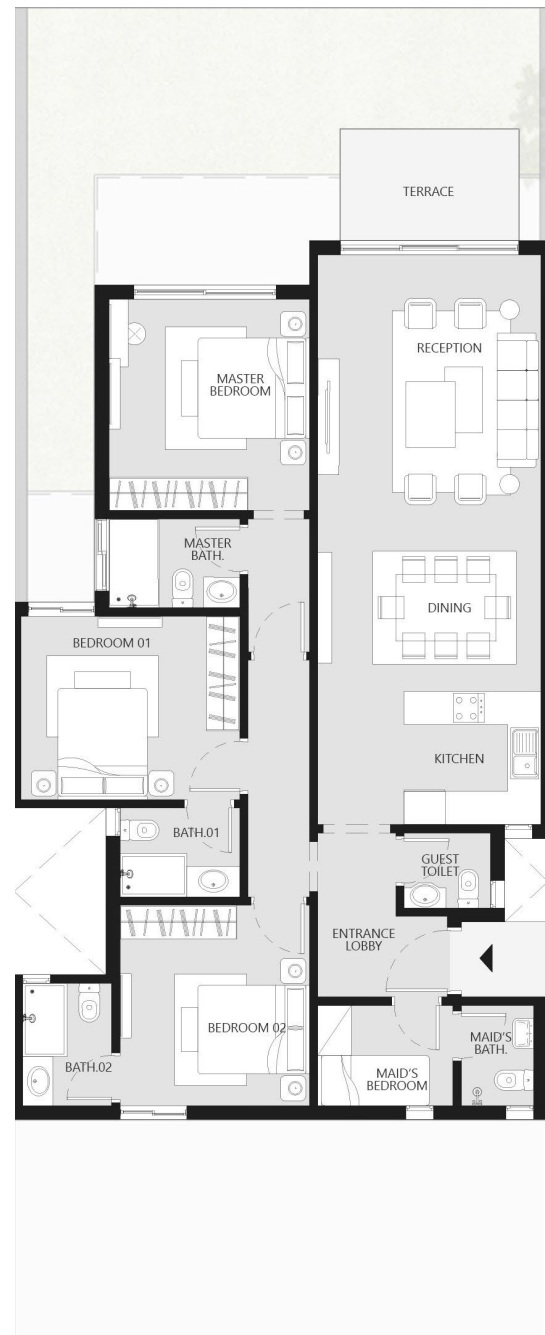 TERRACE
RECEPTION
MASTER
BEDROOM
MASTER
BATH.
DINING
BEDROOM 01
KITCHEN
BATH.01
GUEST
TOILET
ENTRANCE
LOBBY
BEDROOM 02
MAID'S
BATH.
BATH.02
MAID'S
BEDROOM